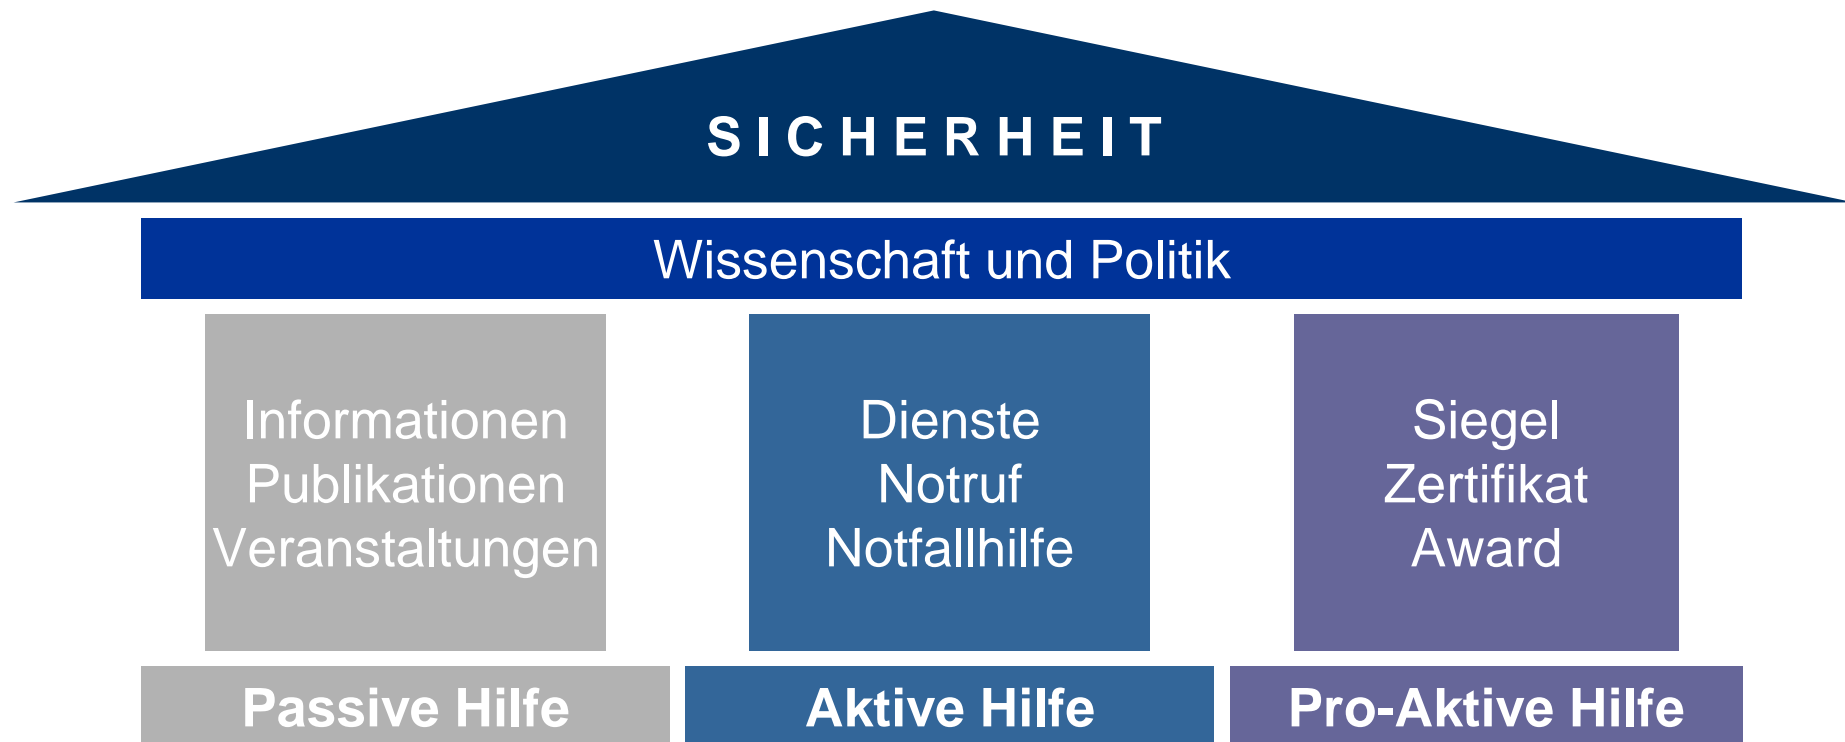 SICHERHEIT
Wissenschaft und Politik
Informationen
Publikationen
Veranstaltungen
Dienste
Notruf
Notfallhilfe
Siegel
Zertifikat
Award
Passive Hilfe
Aktive Hilfe
Pro-Aktive Hilfe